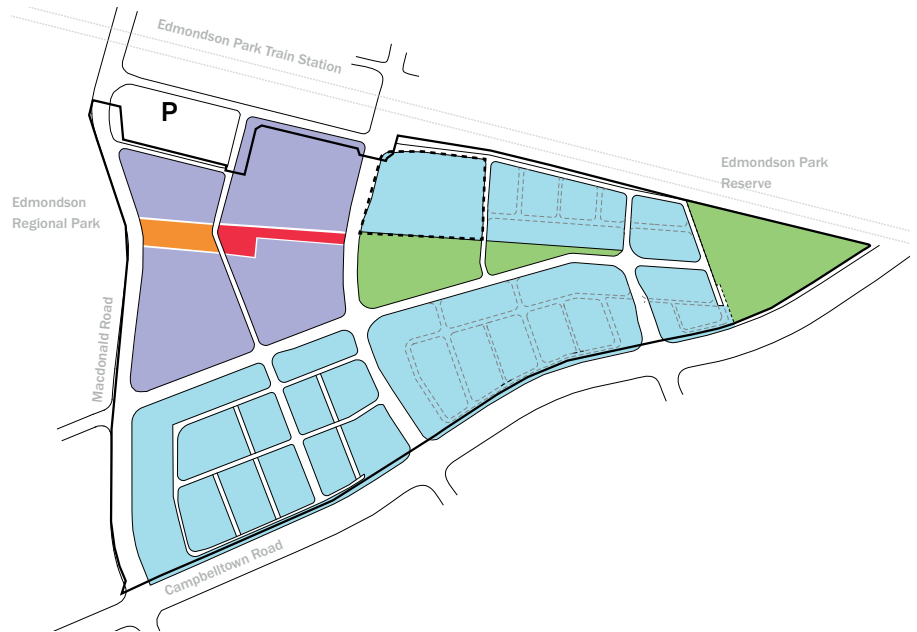 Edmondson Park Train Station
P
Edmondson Park
Reserve
Edmondson
Regional Park
Macdonald Road
Campbelltown Road